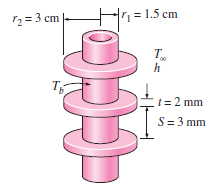 r₂ = 3 cm
r₁ = 1.5 cm
T∞
h
Tb
t = 2 mm
S = 3 mm